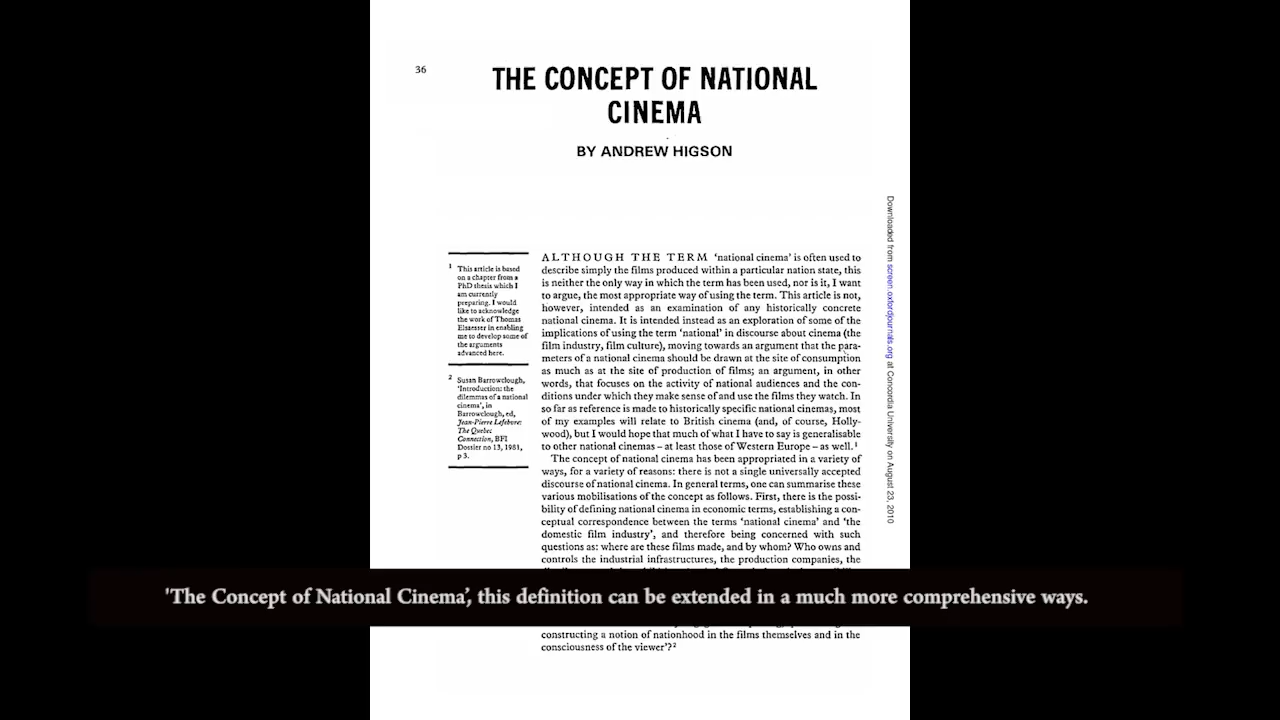 36
THE CONCEPT OF NATIONAL
CINEMA
BY ANDREW HIGSON
1 This article is based
on a chapter from a
PhD thesis which I
am currently
preparing. I would
like to acknowledge
the work of Thomas
Elsaesser in enabling
me to develop some of
the arguments
advanced here.
2 Susan Barrowclough,
'Introduction: the
dilemmas of a national
cinema', in
Barrowclough, ed,
Jean-Pierre Lefebvre:
The Quebec
Connection, BFI
Dossier no 13, 1981,
p 3.
ALTHOUGH THE TERM 'national cinema' is often used to
describe simply the films produced within a particular nation state, this
is neither the only way in which the term has been used, nor is it, I want
to argue, the most appropriate way of using the term. This article is not,
however, intended as an examination of any historically concrete
national cinema. It is intended instead as an exploration of some of the
implications of using the term 'national' in discourse about cinema (the
film industry, film culture), moving towards an argument that the para-
meters of a national cinema should be drawn at the site of consumption
as much as at the site of production of films; an argument, in other
words, that focuses on the activity of national audiences and the con-
ditions under which they make sense of and use the films they watch. In
so far as reference is made to historically specific national cinemas, most
of my examples will relate to British cinema (and, of course, Holly-
wood), but I would hope that much of what I have to say is generalisable
to other national cinemas – at least those of Western Europe – as well.1
The concept of national cinema has been appropriated in a variety of
ways, for a variety of reasons: there is not a single universally accepted
discourse of national cinema. In general terms, one can summarise these
various mobilisations of the concept as follows. First, there is the possi-
bility of defining national cinema in economic terms, establishing a con-
ceptual correspondence between the terms 'national cinema' and 'the
domestic film industry', and therefore being concerned with such
questions as: where are these films made, and by whom? Who owns and
controls the industrial infrastructures, the production companies, the
constructing a notion of nationhood in the films themselves and in the
consciousness of the viewer'?2
Downloaded from screen.oxfordjournals.org at Concordia University on August 23, 2010
'The Concept of National Cinema', this definition can be extended in a much more comprehensive ways.